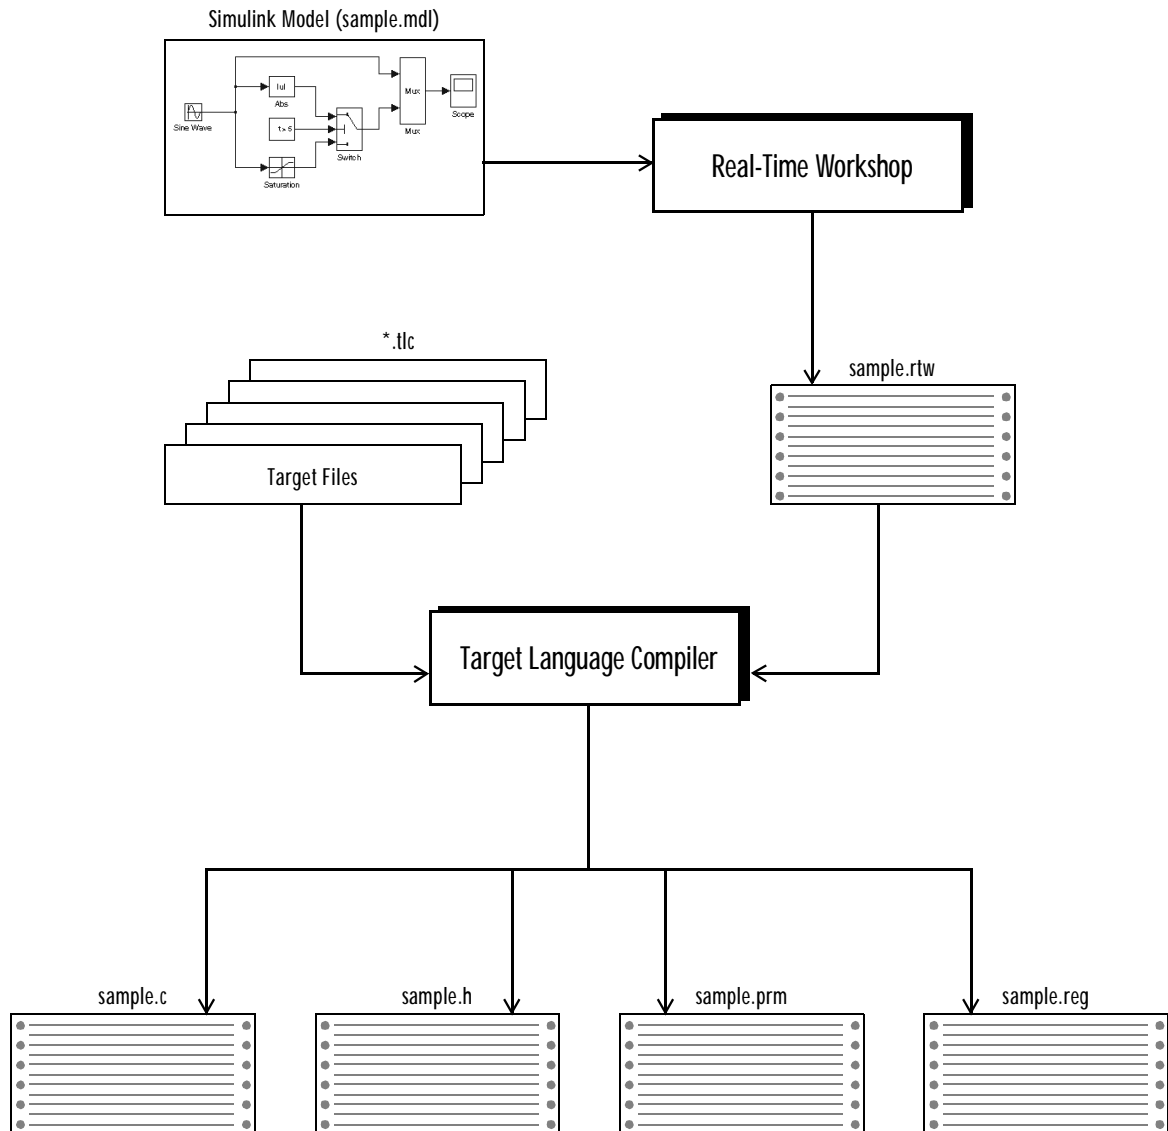 Simulink Model (sample.mdl)
|u|
Abs
Mux
Mux
Scope
Sine Wave
t > 5
Switch
Saturation
Real-Time Workshop
*.tlc
sample.rtw
Target Files
Target Language Compiler
sample.c
sample.h
sample.prm
sample.reg